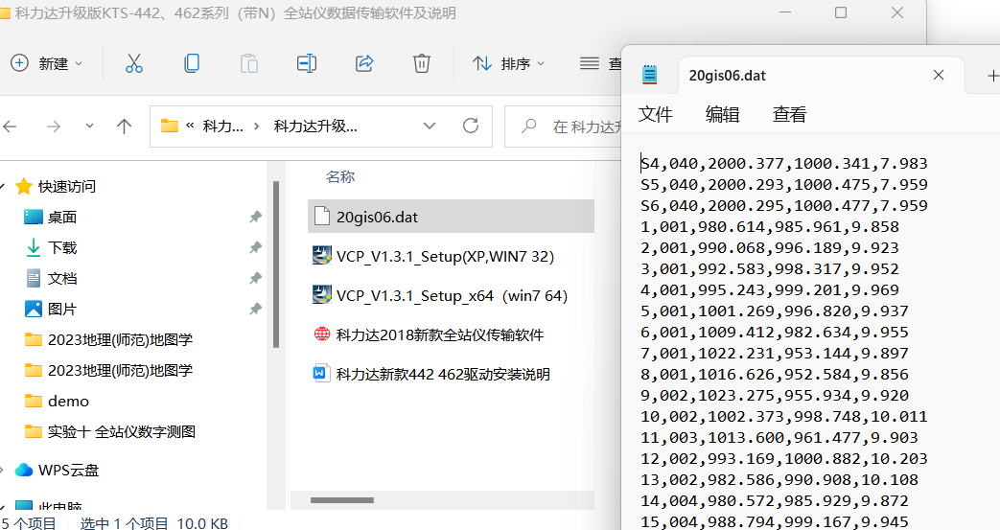 科力达升级版KTS-442、462系列（带N）全站仪数据传输软件及说明
新建
排序
查
« 科力... › 科力达升级...
在 科力达升
快速访问
桌面
下载
文档
图片
2023地理(师范)地图学
2023地理(师范)地图学
demo
实验十 全站仪数字测图
WPS云盘
此电脑
名称
20gis06.dat
VCP_V1.3.1_Setup(XP,WIN7 32)
VCP_V1.3.1_Setup_x64（win7 64）
科力达2018新款全站仪传输软件
科力达新款442 462驱动安装说明
5 个项目 选中 1 个项目 10.0 KB
20gis06.dat
文件 编辑 查看
S4,040,2000.377,1000.341,7.983
S5,040,2000.293,1000.475,7.959
S6,040,2000.295,1000.477,7.959
1,001,980.614,985.961,9.858
2,001,990.068,996.189,9.923
3,001,992.583,998.317,9.952
4,001,995.243,999.201,9.969
5,001,1001.269,996.820,9.937
6,001,1009.412,982.634,9.955
7,001,1022.231,953.144,9.897
8,001,1016.626,952.584,9.856
9,002,1023.275,955.934,9.920
10,002,1002.373,998.748,10.011
11,003,1013.600,961.477,9.903
12,002,993.169,1000.882,10.203
13,002,982.586,990.908,10.108
14,004,980.572,985.929,9.872
15,004,988.794,999.167,9.945